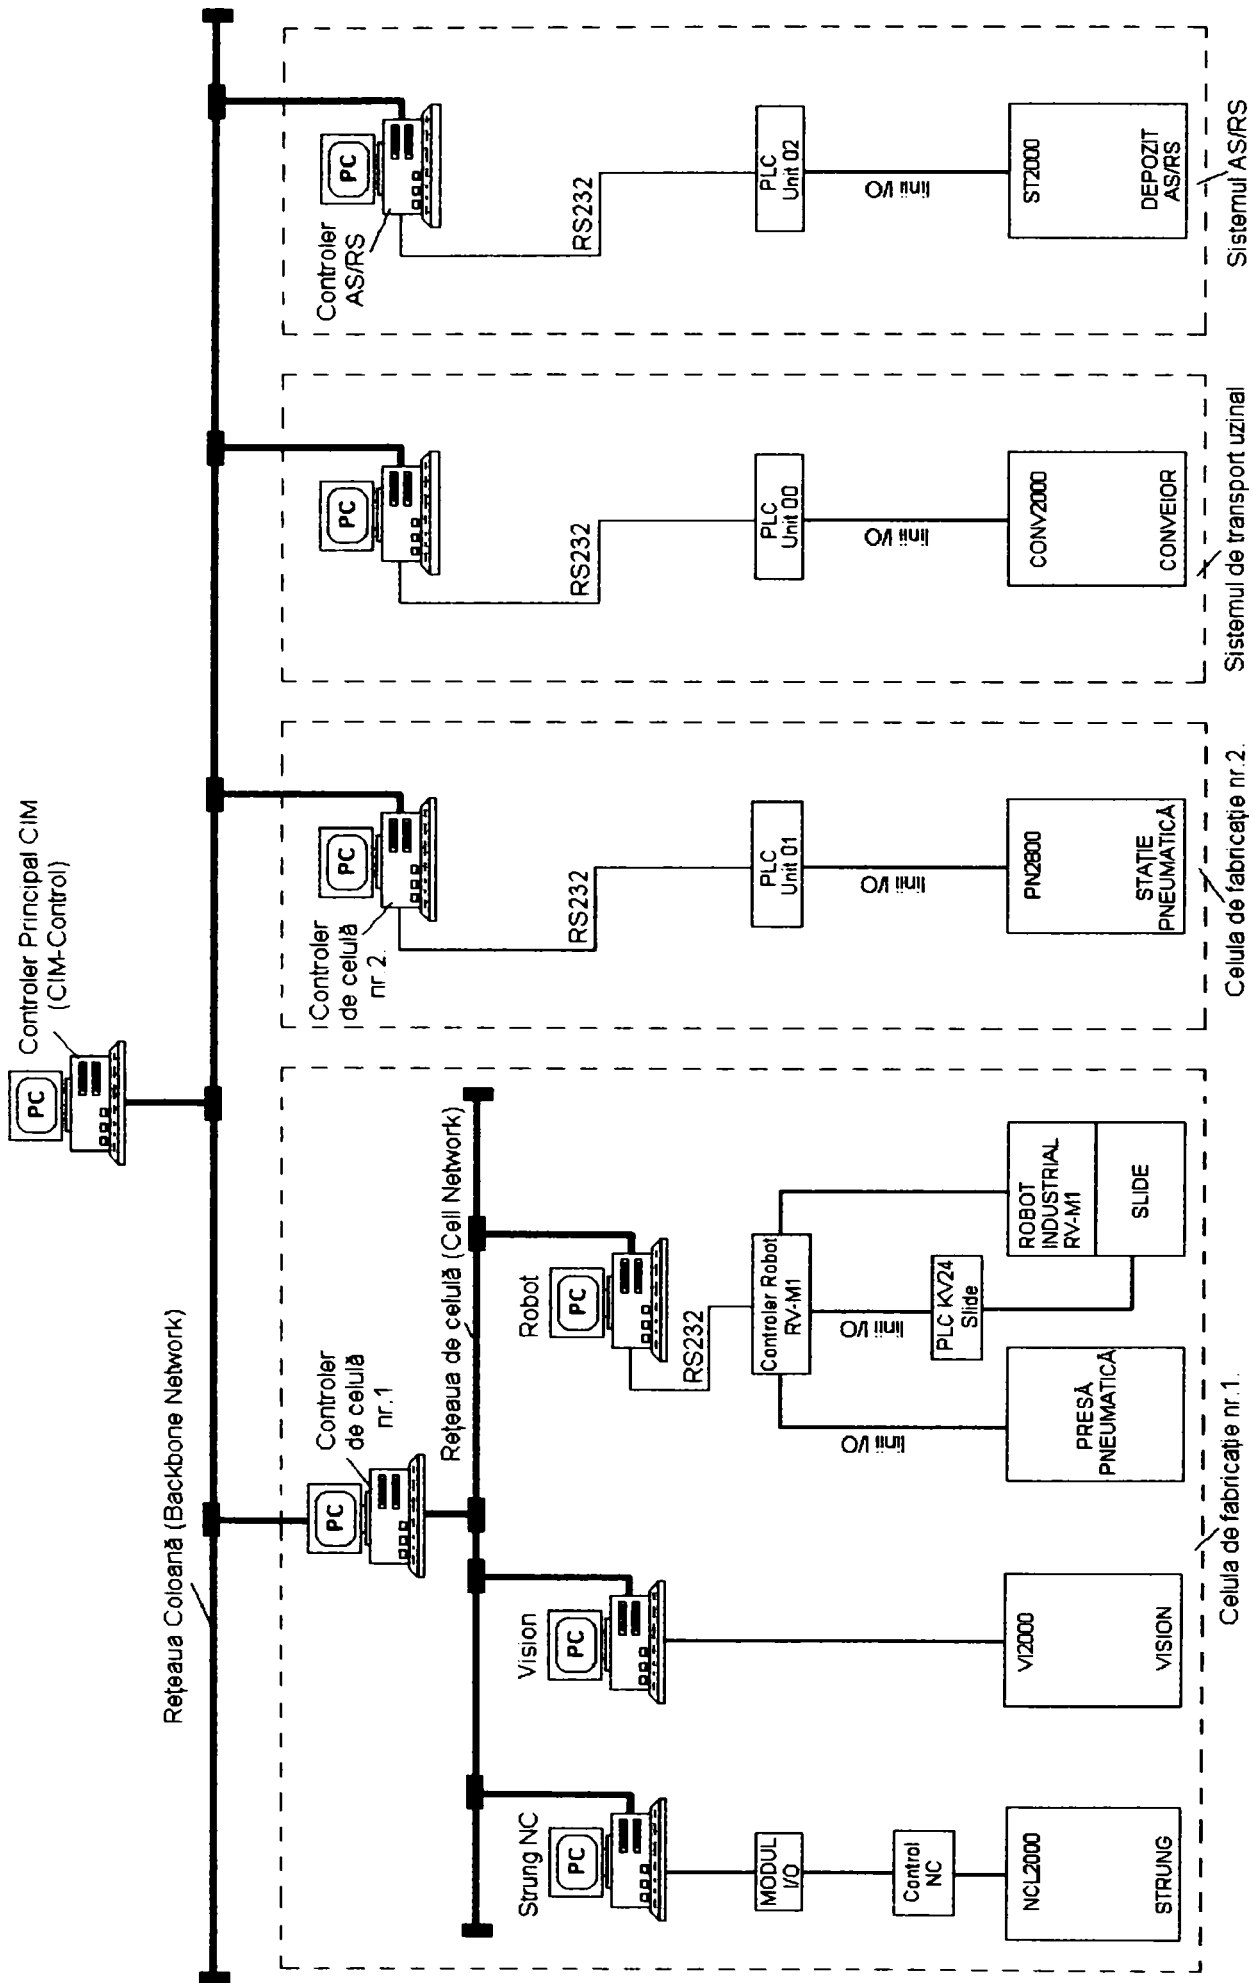 Controler Principal CIM
(CIM-Control)
PC
Rețeaua Coloană (Backbone Network)
Controler
de celulă
nr.1
PC
Rețeaua de celulă (Cell Network)
Strung NC
PC
MODUL
I/O
Control
NC
NCL2000
STRUNG
Vision
PC
VI2000
VISION
Robot
PC
RS232
Controler Robot
RV-M1
linii I/O
linii I/O
PLC KV24
Slide
PRESĂ
PNEUMATICĂ
ROBOT
INDUSTRIAL
RV-M1
SLIDE
Celula de fabricație nr.1.
Controler
de celulă
nr.2.
PC
RS232
PLC
Unit 01
linii I/O
PN2800
STAȚIE
PNEUMATICĂ
Celula de fabricație nr.2.
PC
RS232
PLC
Unit 00
linii I/O
CONV2000
CONVEIOR
Sistemul de transport uzinal
Controler
AS/RS
PC
RS232
PLC
Unit 02
linii I/O
ST2000
DEPOZIT
AS/RS
Sistemul AS/RS